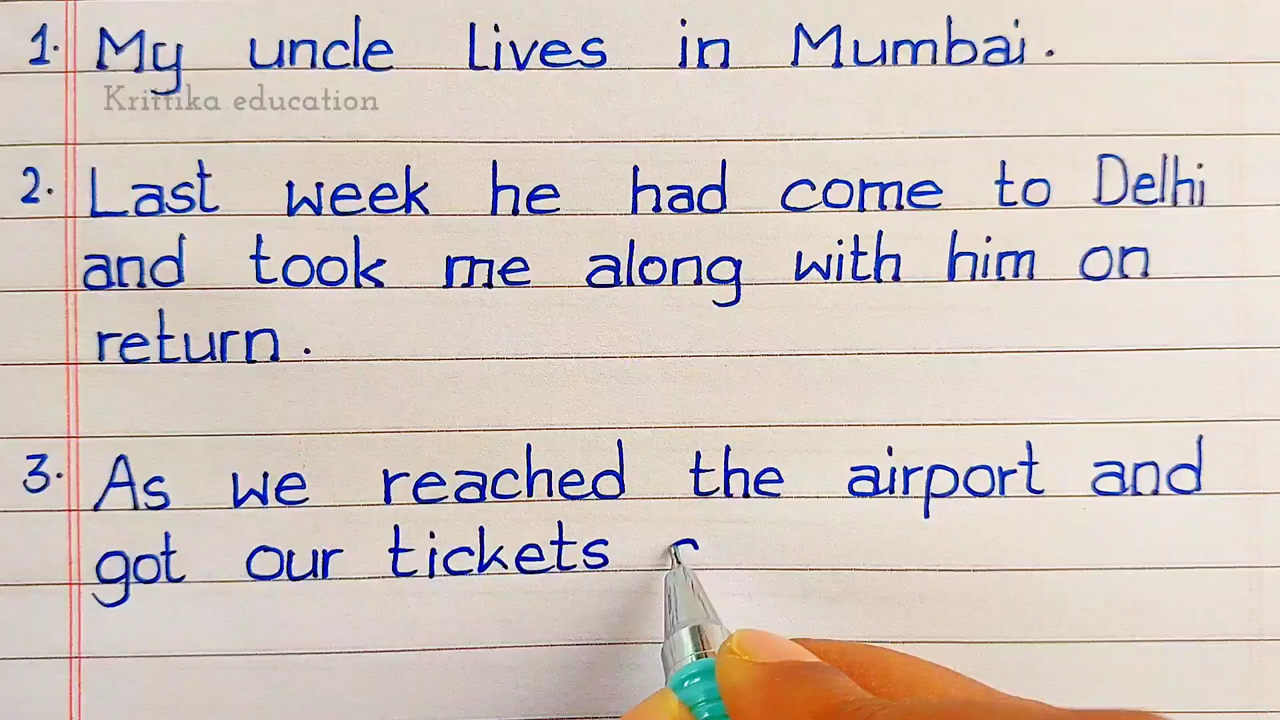 1. My uncle lives in Mumbai.
Krittika education
2. Last week he had come to Delhi
and took me along with him on
return.
3. As we reached the airport and
got our tickets